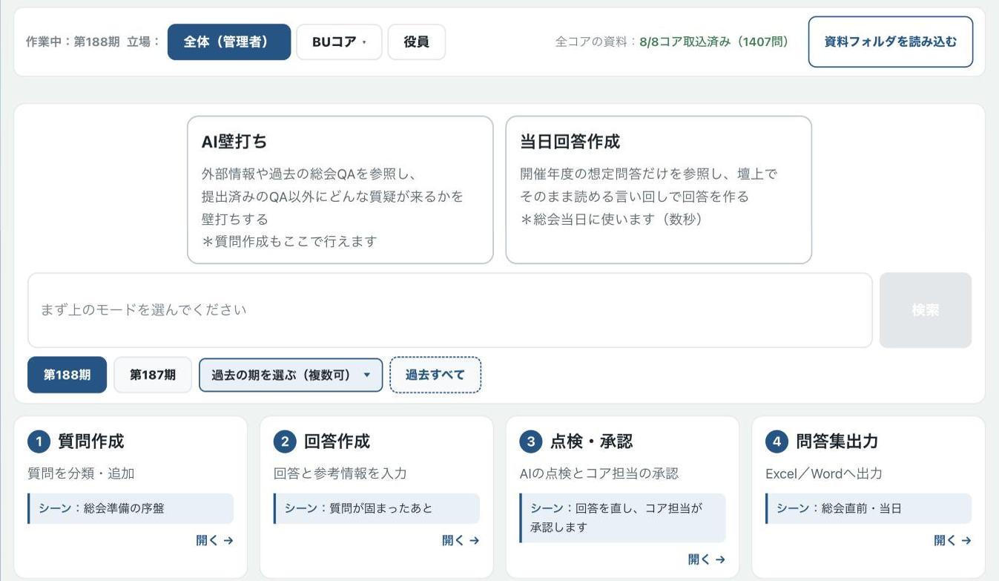 作業中：第188期 立場： 全体（管理者） BUコア ▾ 役員 全コアの資料：8/8コア取込済み（1407問） 資料フォルダを読み込む
AI壁打ち
外部情報や過去の総会QAを参照し、
提出済みのQA以外にどんな質疑が来るかを
壁打ちする
＊質問作成もここで行えます
当日回答作成
開催年度の想定問答だけを参照し、壇上で
そのまま読める言い回しで回答を作る
＊総会当日に使います（数秒）
まず上のモードを選んでください
検索
第188期 第187期 過去の期を選ぶ（複数可） ▼ 過去すべて
1 質問作成
質問を分類・追加
シーン：総会準備の序盤
開く →
2 回答作成
回答と参考情報を入力
シーン：質問が固まったあと
開く →
3 点検・承認
AIの点検とコア担当の承認
シーン：回答を直し、コア担当が
承認します
開く →
4 問答集出力
Excel／Wordへ出力
シーン：総会直前・当日
開く →